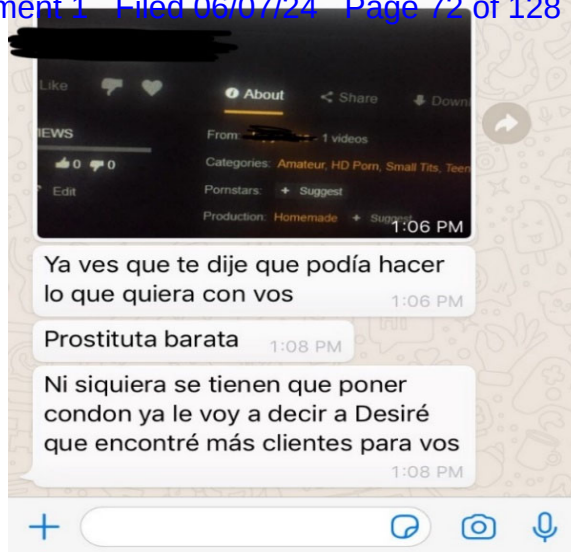 ment 1 Filed 06/07/24 Page 72 of 128
Like
About Share Downl
IEWS
From: 1 videos
0 0
Categories: Amateur, HD Porn, Small Tits, Teen
Edit
Pornstars: + Suggest
Production: Homemade + Suggest
1:06 PM
Ya ves que te dije que podía hacer
lo que quiera con vos
1:06 PM
Prostituta barata 1:08 PM
Ni siquiera se tienen que poner
condon ya le voy a decir a Desiré
que encontré más clientes para vos
1:08 PM